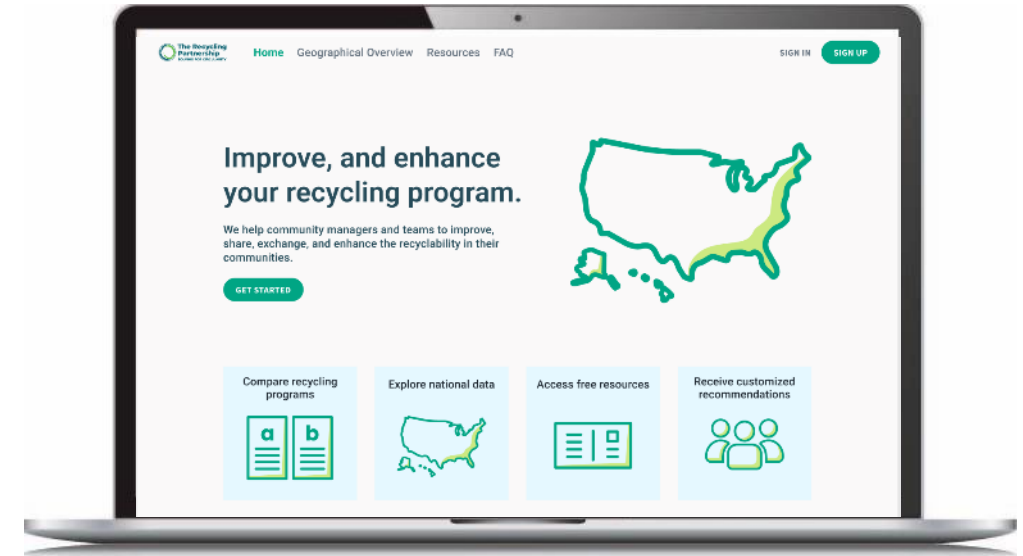 The Recycling
Partnership
Home Geographical Overview Resources FAQ
SIGN IN SIGN UP
Improve, and enhance
your recycling program.
We help community managers and teams to improve,
share, exchange, and enhance the recyclability in their
communities.
GET STARTED
Compare recycling
programs
Explore national data
Access free resources
Receive customized
recommendations
a b